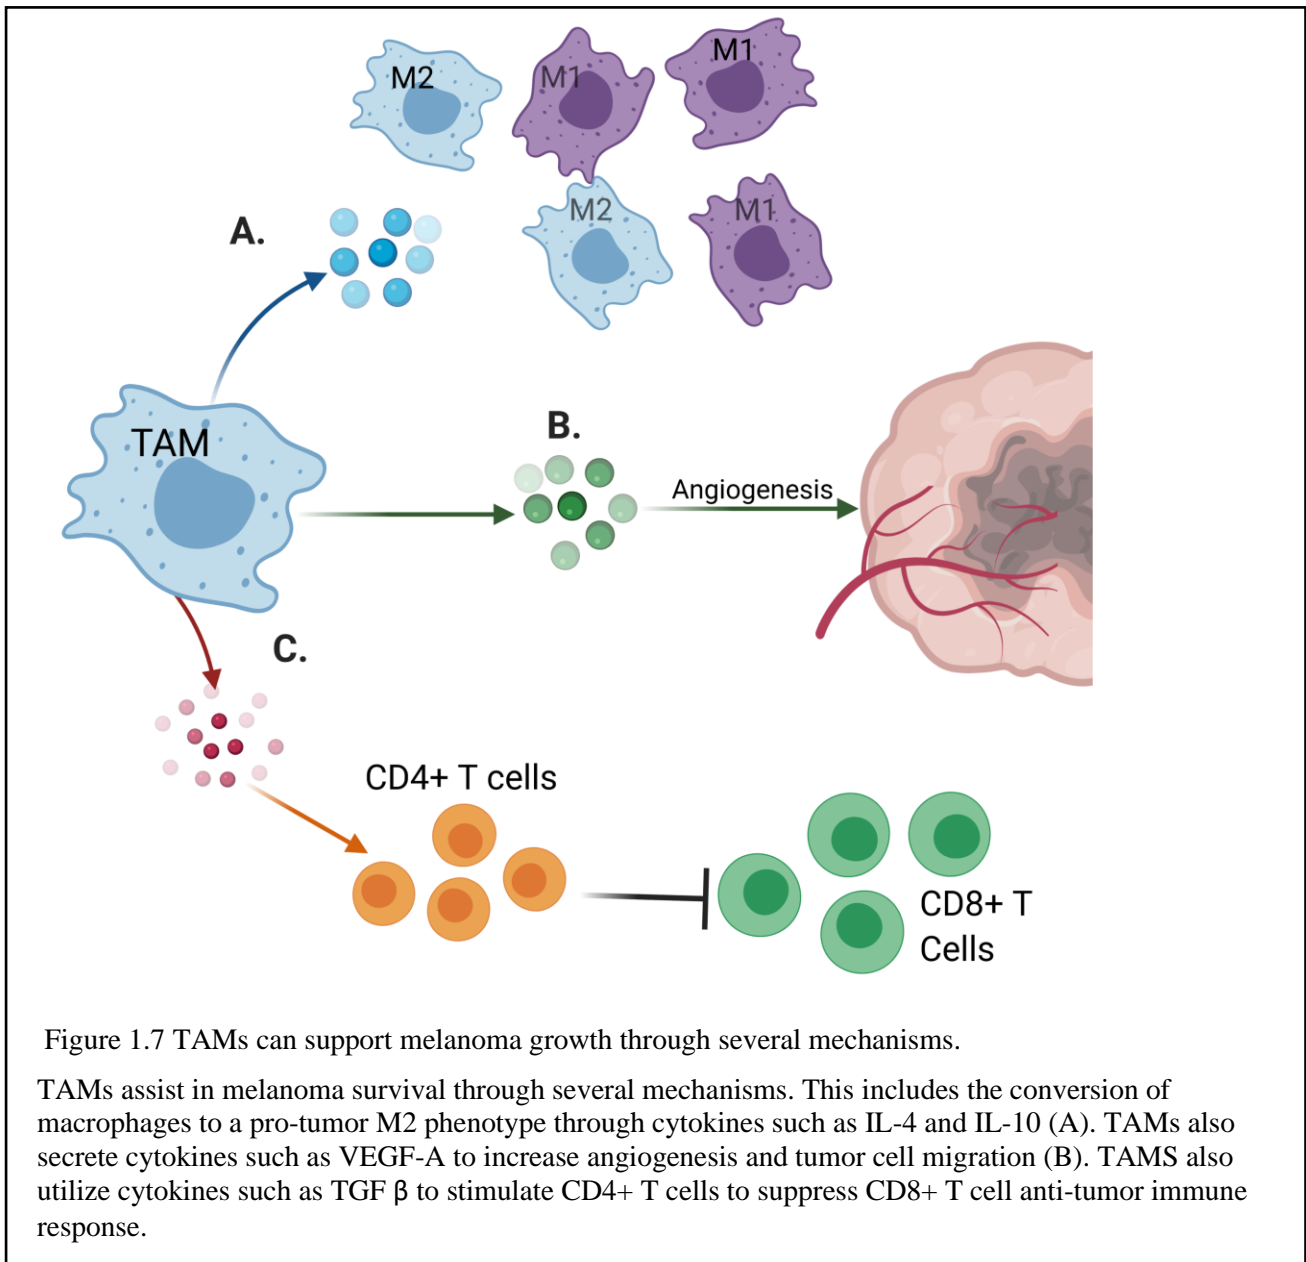 M2
M1
M1
M2
M1
A.
TAM
B.
Angiogenesis
C.
CD4+ T cells
CD8+ T
Cells
Figure 1.7 TAMs can support melanoma growth through several mechanisms.
TAMs assist in melanoma survival through several mechanisms. This includes the conversion of
macrophages to a pro-tumor M2 phenotype through cytokines such as IL-4 and IL-10 (A). TAMs also
secrete cytokines such as VEGF-A to increase angiogenesis and tumor cell migration (B). TAMS also
utilize cytokines such as TGF β to stimulate CD4+ T cells to suppress CD8+ T cell anti-tumor immune
response.